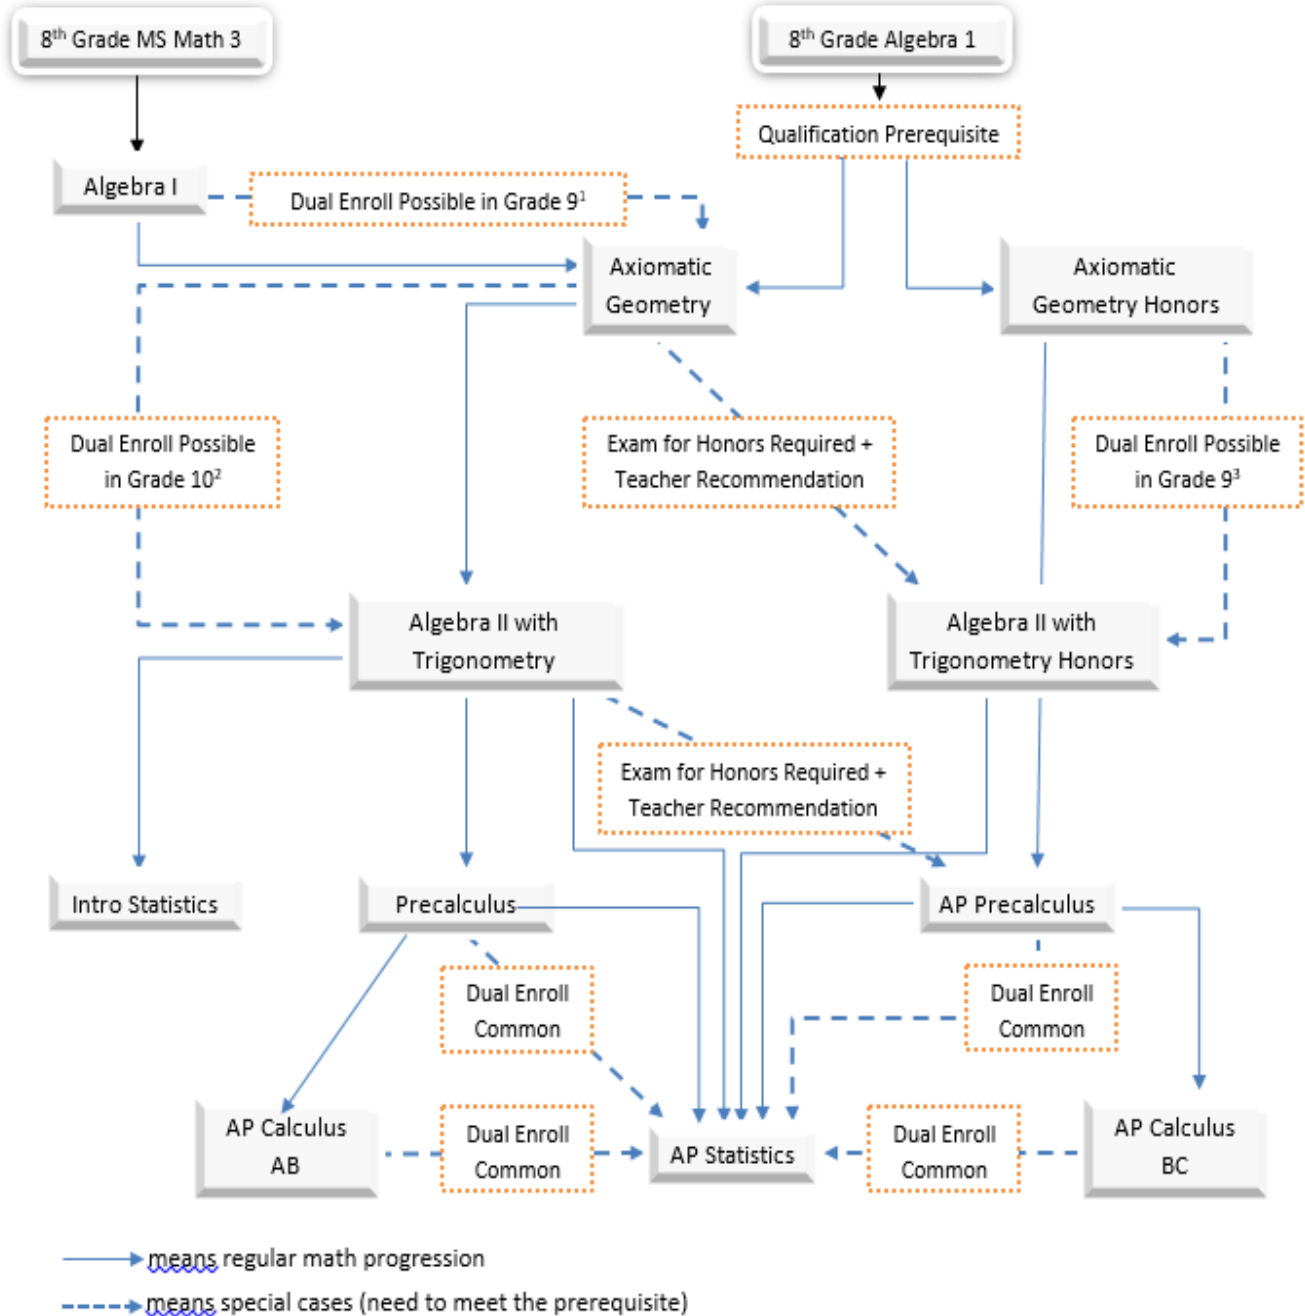 8th Grade MS Math 3
8th Grade Algebra 1
Qualification Prerequisite
Algebra I
Dual Enroll Possible in Grade 9¹
Axiomatic
Geometry
Axiomatic
Geometry Honors
Dual Enroll Possible
in Grade 10²
Exam for Honors Required +
Teacher Recommendation
Dual Enroll Possible
in Grade 9³
Algebra II with
Trigonometry
Algebra II with
Trigonometry Honors
Exam for Honors Required +
Teacher Recommendation
Intro Statistics
Precalculus
AP Precalculus
Dual Enroll
Common
Dual Enroll
Common
AP Calculus
AB
Dual Enroll
Common
AP Statistics
Dual Enroll
Common
AP Calculus
BC
means regular math progression
means special cases (need to meet the prerequisite)